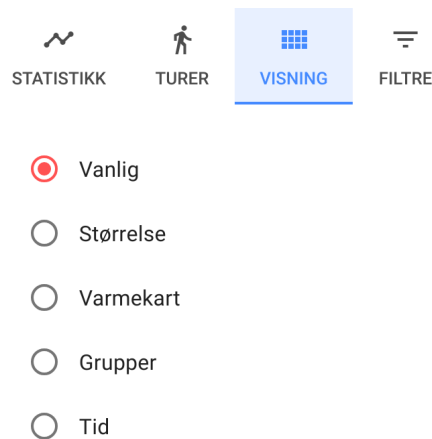 STATISTIKK TURER VISNING FILTRE
Vanlig
Størrelse
Varmekart
Grupper
Tid